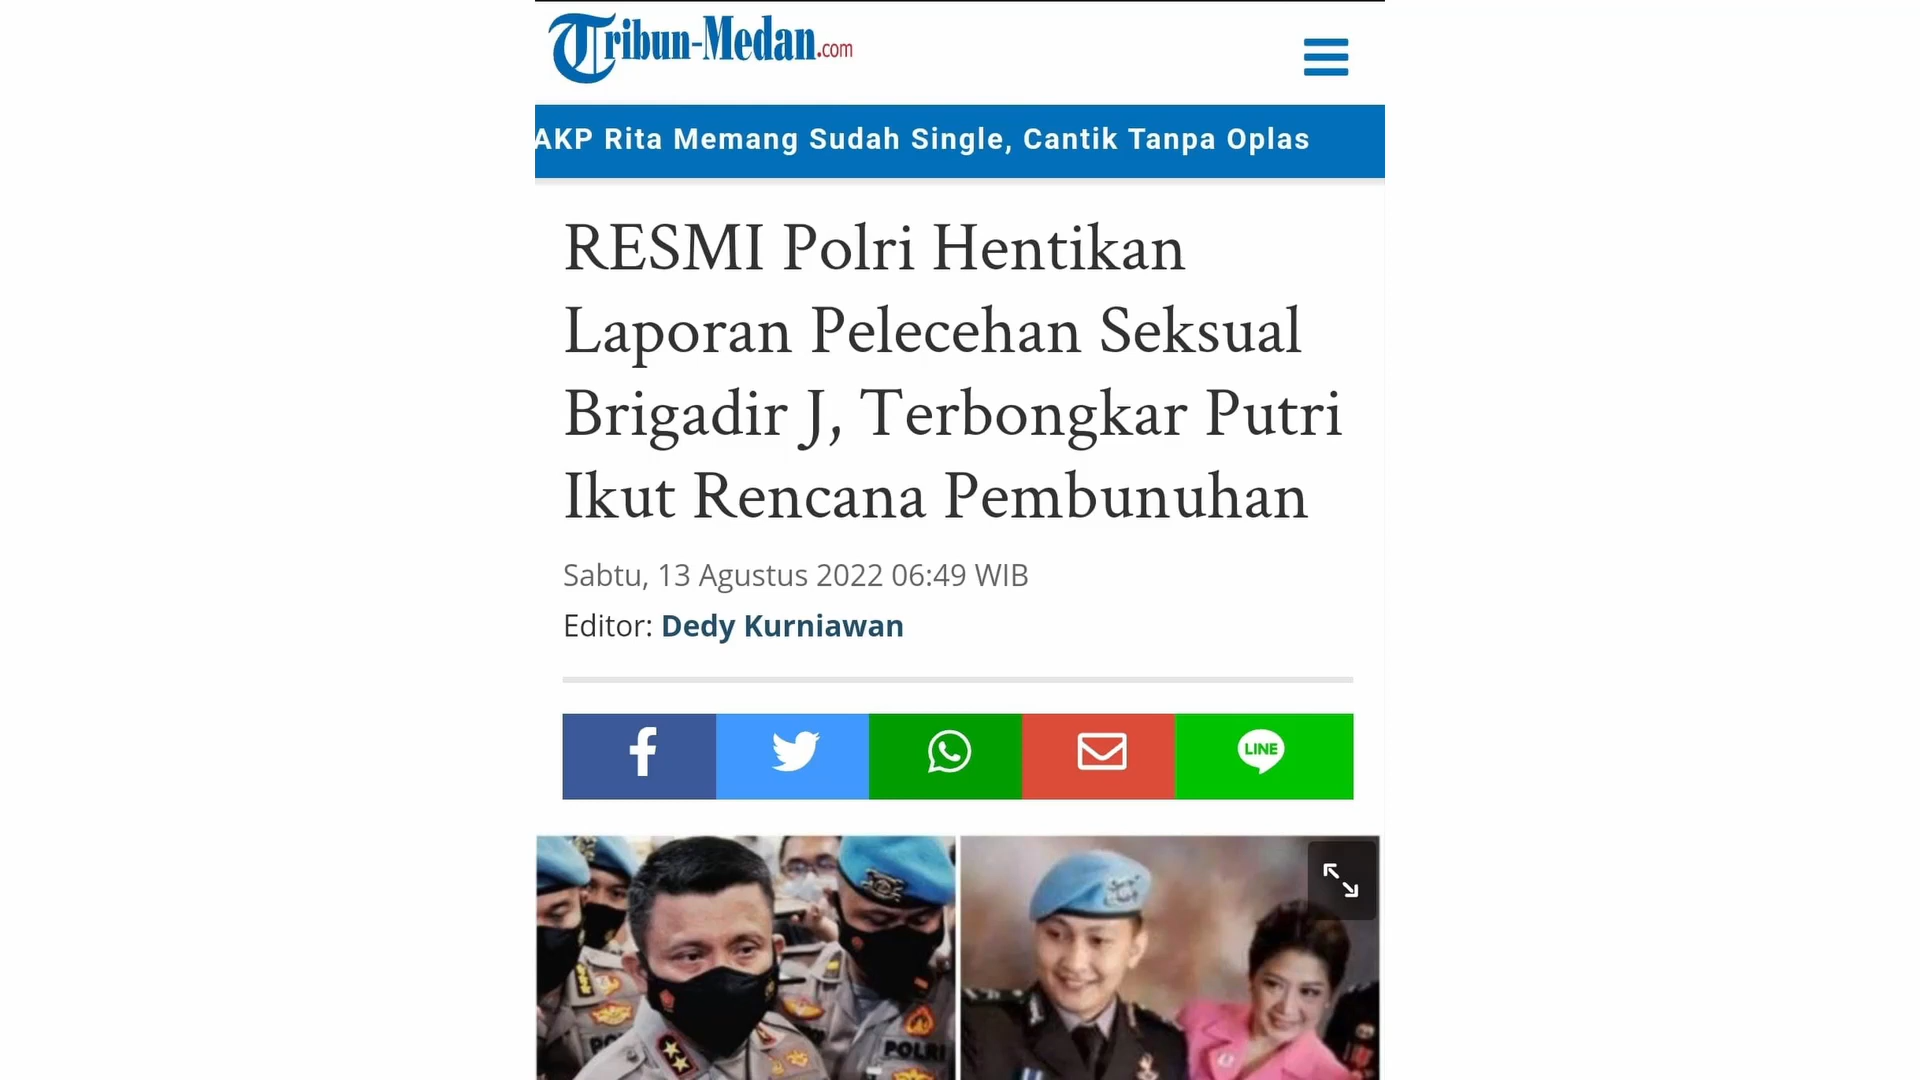 Tribun-Medan.com
AKP Rita Memang Sudah Single, Cantik Tanpa Oplas
RESMI Polri Hentikan
Laporan Pelecehan Seksual
Brigadir J, Terbongkar Putri
Ikut Rencana Pembunuhan
Sabtu, 13 Agustus 2022 06:49 WIB
Editor: Dedy Kurniawan
LINE
POLRI